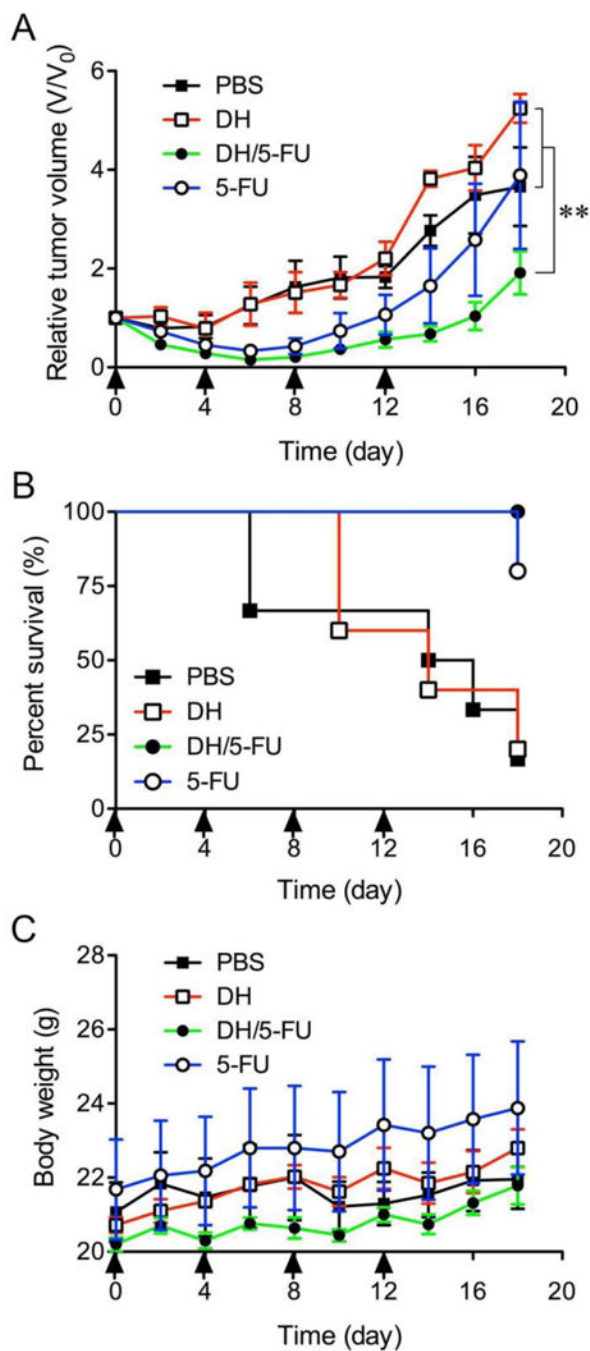 A
Relative tumor volume (V/V₀)
6
4
2
0
PBS
DH
DH/5-FU
5-FU
**
0 4 8 12 16 20
Time (day)
B
Percent survival (%)
100
75
50
25
0
PBS
DH
DH/5-FU
5-FU
0 4 8 12 16 20
Time (day)
C
Body weight (g)
28
26
24
22
20
PBS
DH
DH/5-FU
5-FU
0 4 8 12 16 20
Time (day)